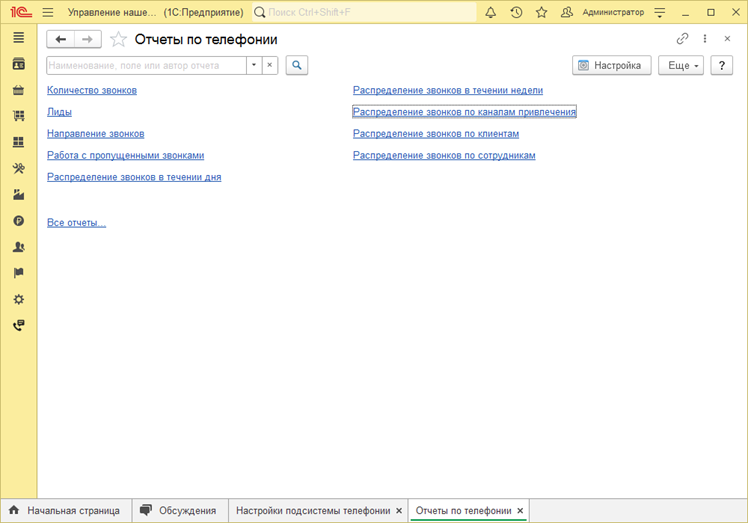 1С Управление наше... (1С:Предприятие) Поиск Ctrl+Shift+F Администратор
Отчеты по телефонии
Наименование, поле или автор отчета Настройка Еще ?
Количество звонков Распределение звонков в течении недели
Лиды Распределение звонков по каналам привлечения
Направление звонков Распределение звонков по клиентам
Работа с пропущенными звонками Распределение звонков по сотрудникам
Распределение звонков в течении дня
Все отчеты...
Начальная страница Обсуждения Настройки подсистемы телефонии Отчеты по телефонии